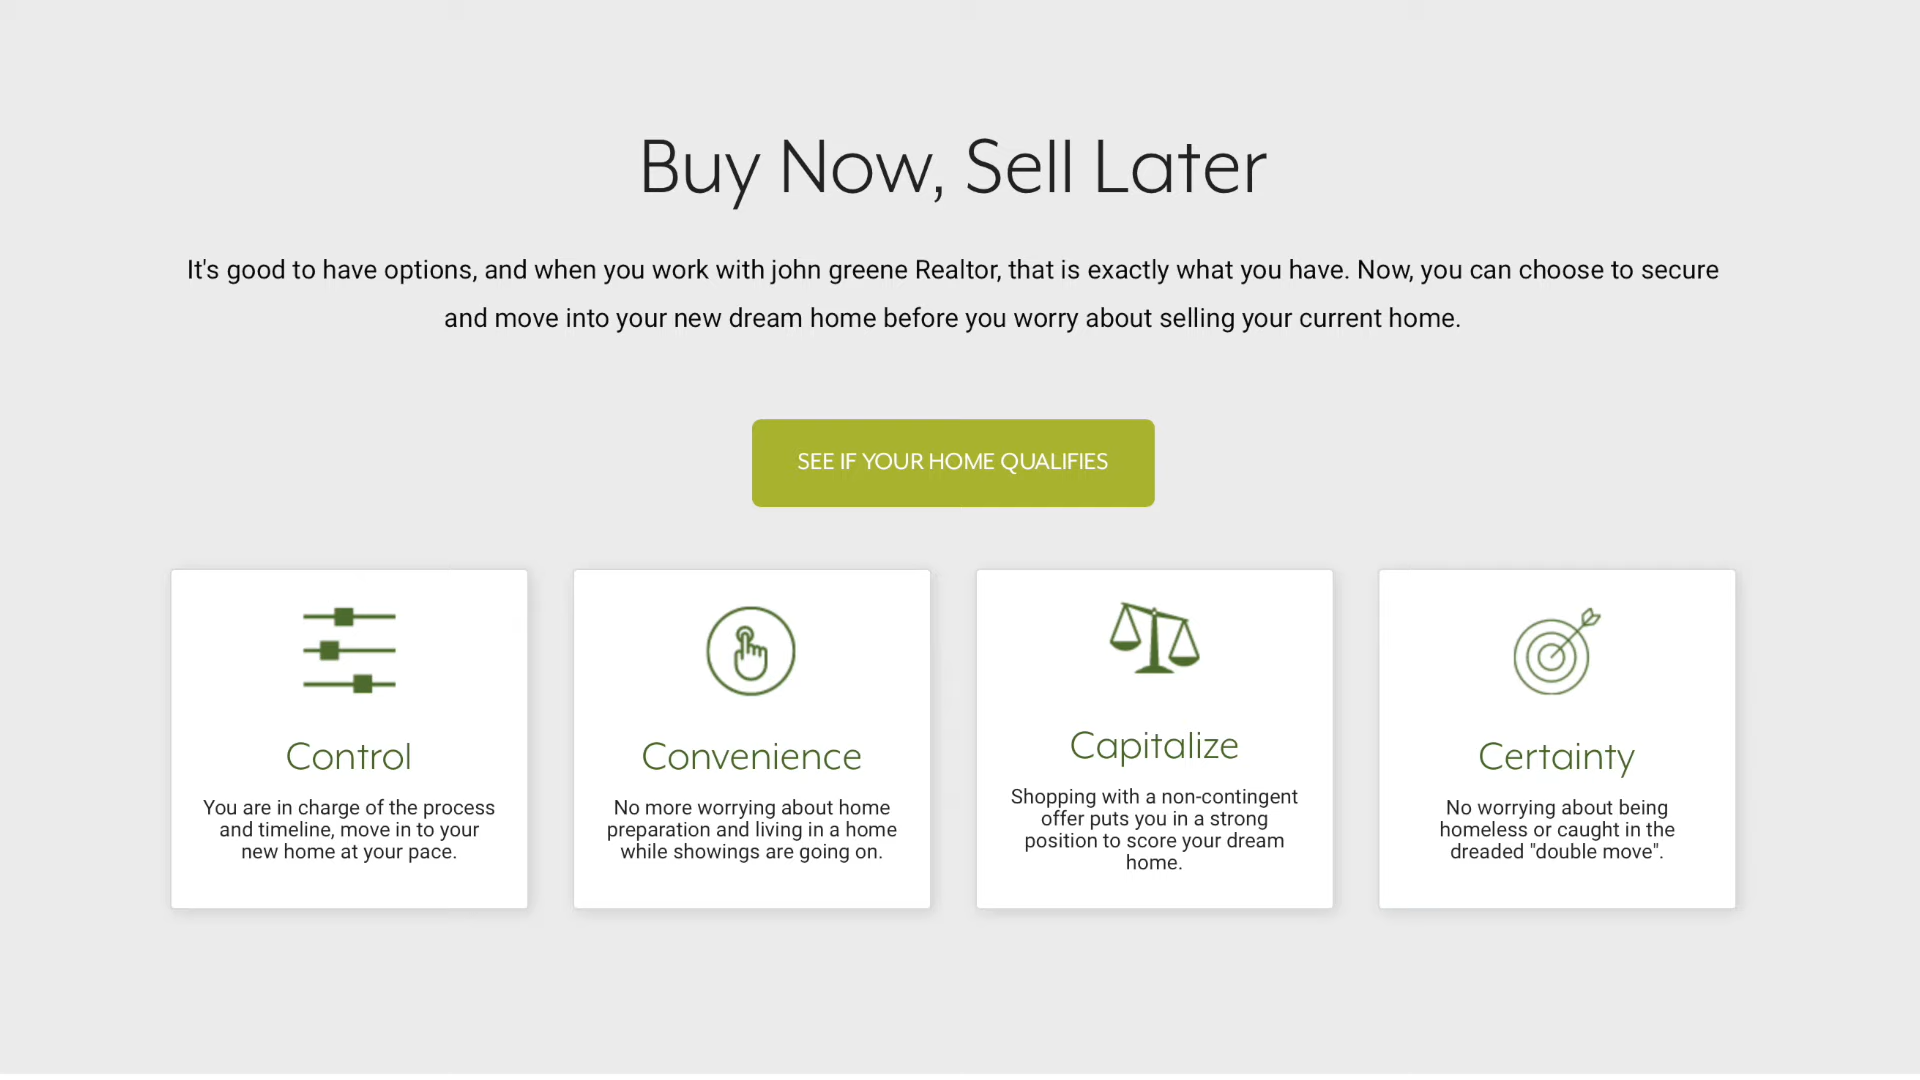 Buy Now, Sell Later
It's good to have options, and when you work with john greene Realtor, that is exactly what you have. Now, you can choose to secure
and move into your new dream home before you worry about selling your current home.
SEE IF YOUR HOME QUALIFIES
Control
You are in charge of the process
and timeline, move in to your
new home at your pace.
Convenience
No more worrying about home
preparation and living in a home
while showings are going on.
Capitalize
Shopping with a non-contingent
offer puts you in a strong
position to score your dream
home.
Certainty
No worrying about being
homeless or caught in the
dreaded "double move".